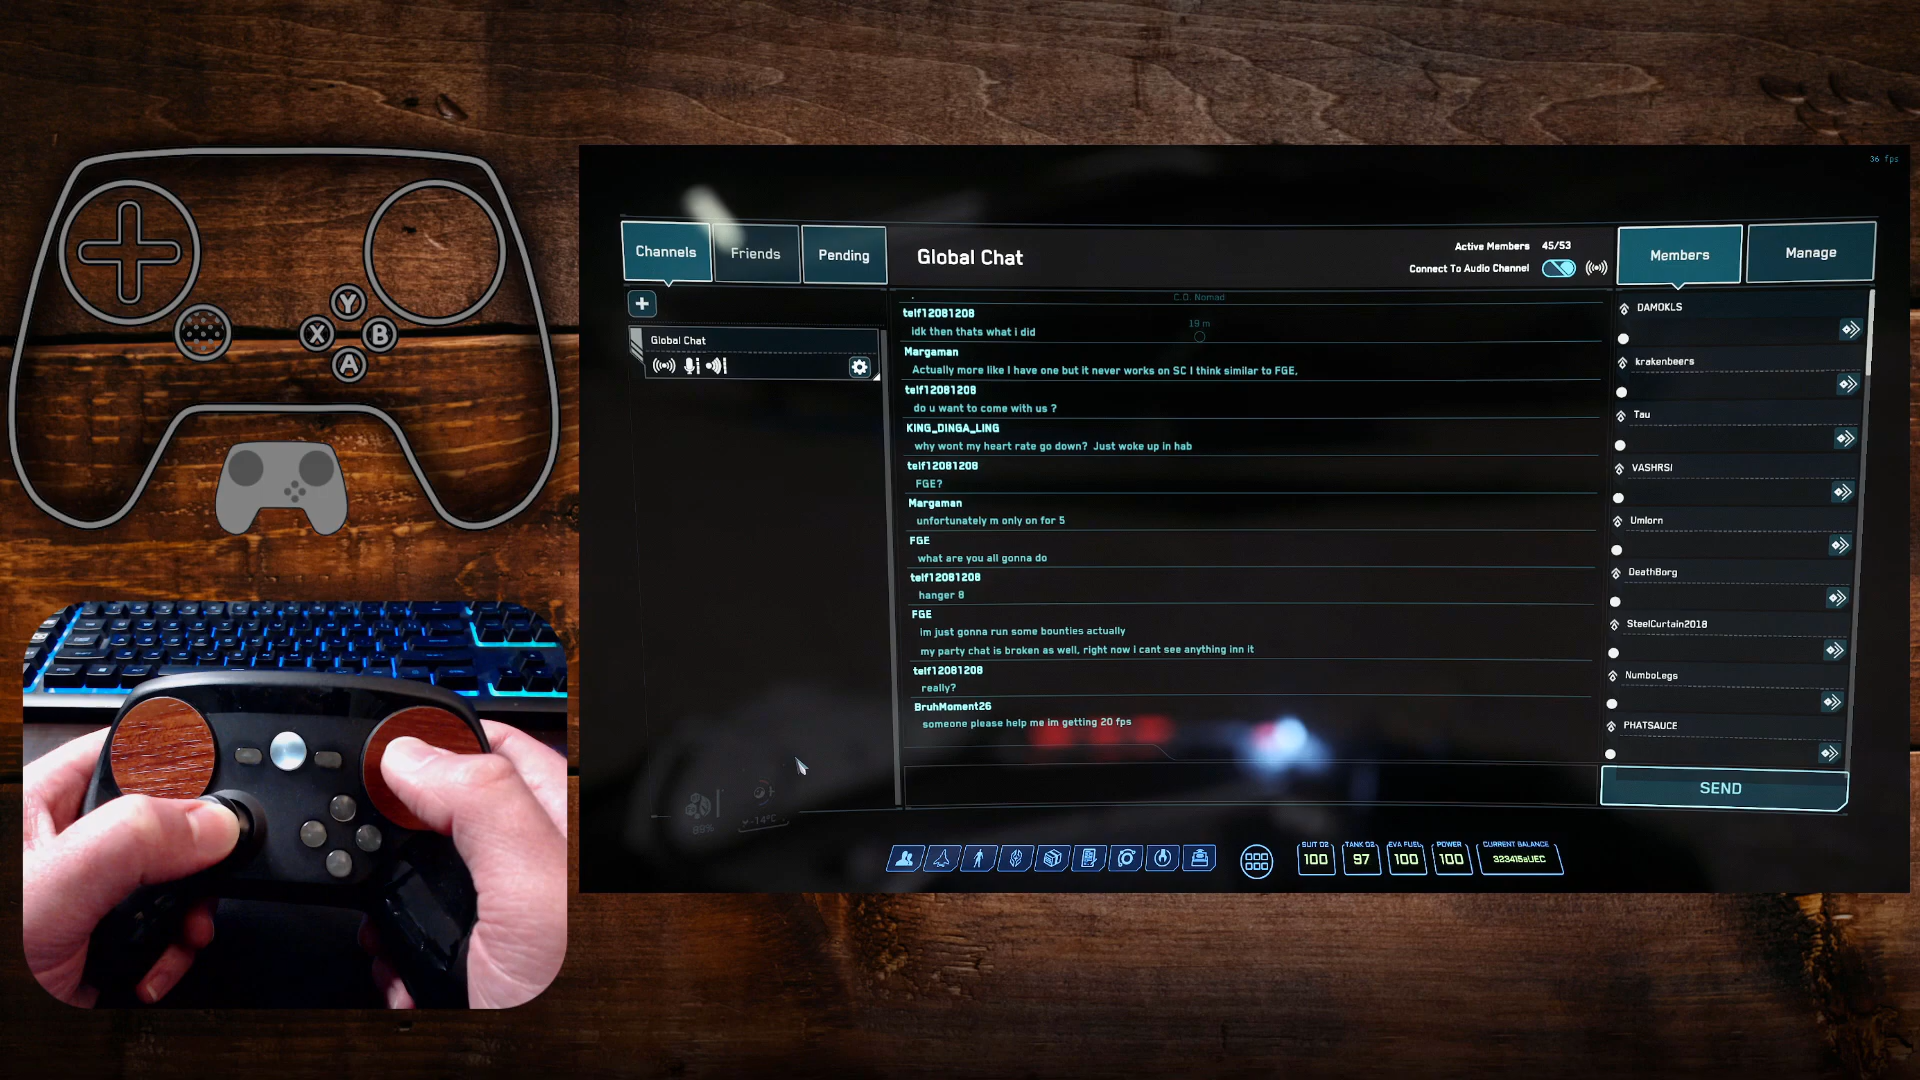 36 fps
Channels
Friends
Pending
Global Chat
Active Members 45/53
Connect To Audio Channel
Members
Manage
+
Global Chat
C.O. Nomad
19 m
telf12081208
idk then thats what i did
Margaman
Actually more like I have one but it never works on SC I think similar to FGE,
telf12081208
do u want to come with us ?
KING_DINGA_LING
why wont my heart rate go down? Just woke up in hab
telf12081208
FGE?
Margaman
unfortunately m only on for 5
FGE
what are you all gonna do
telf12081208
hanger 8
FGE
im just gonna run some bounties actually
my party chat is broken as well, right now i cant see anything inn it
telf12081208
really?
BruhMoment26
someone please help me im getting 20 fps
DAMOKLS
krakenbeers
Tau
VASHRSI
Umlorn
DeathBorg
SteelCurtain2018
NumboLegs
PHATSAUCE
SEND
SUIT O2
100
TANK O2
97
EVA FUEL
100
POWER
100
CURRENT BALANCE
323415aUEC
Y
X
B
A